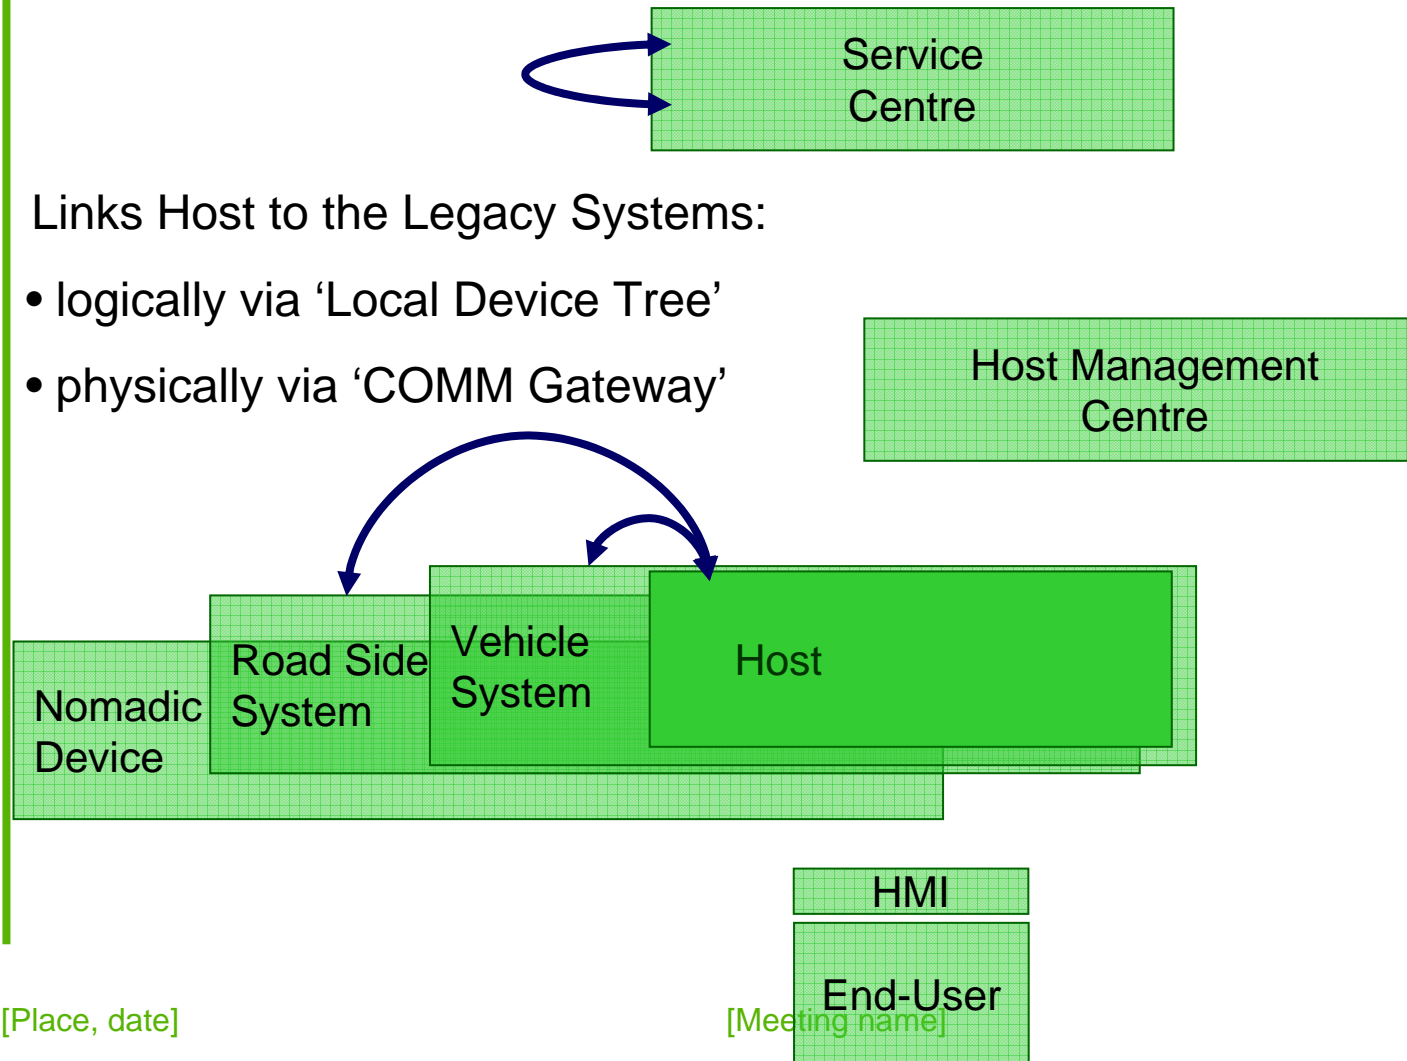 Service
Centre
Links Host to the Legacy Systems:
• logically via ‘Local Device Tree’
• physically via ‘COMM Gateway’
Host Management
Centre
Nomadic
Device
Road Side
System
Vehicle
System
Host
HMI
End-User
[Place, date]
[Meeting name]